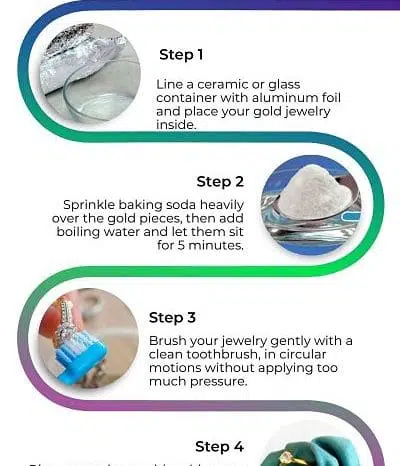 Step 1
Line a ceramic or glass
container with aluminum foil
and place your gold jewelry
inside.
Step 2
Sprinkle baking soda heavily
over the gold pieces, then add
boiling water and let them sit
for 5 minutes.
Step 3
Brush your jewelry gently with a
clean toothbrush, in circular
motions without applying too
much pressure.
Step 4